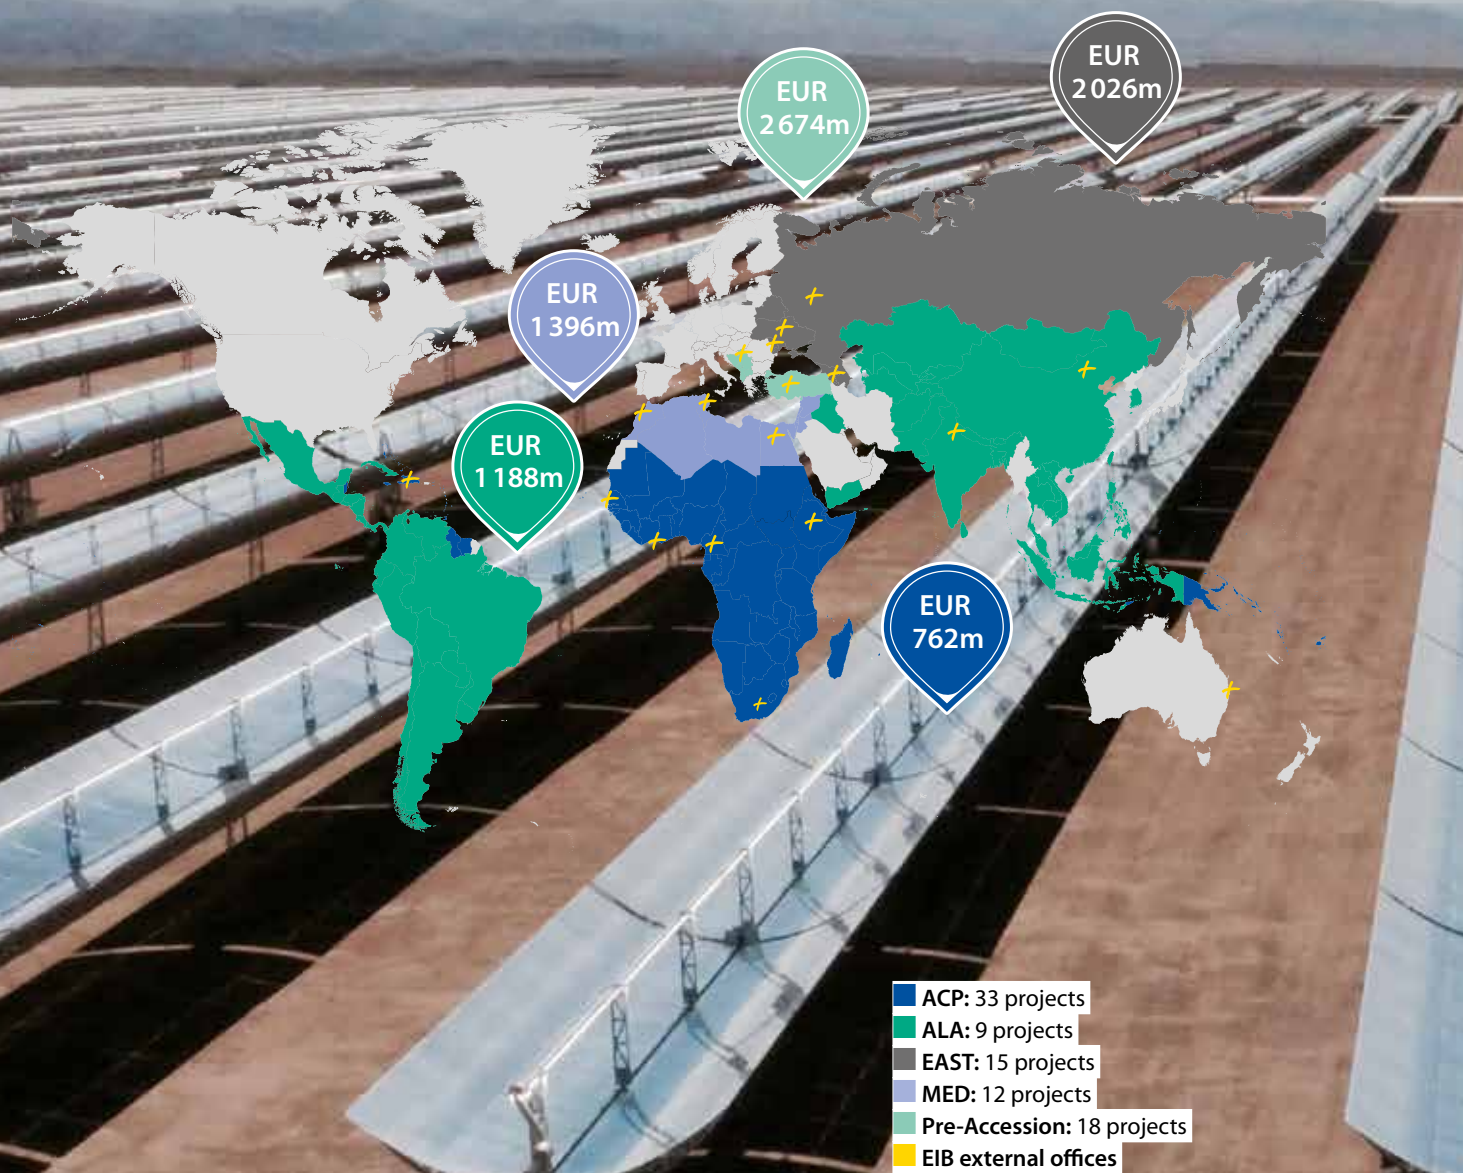 EUR
2 026m
EUR
2 674m
EUR
1 396m
EUR
1 188m
EUR
762m
ACP: 33 projects
ALA: 9 projects
EAST: 15 projects
MED: 12 projects
Pre-Accession: 18 projects
EIB external offices